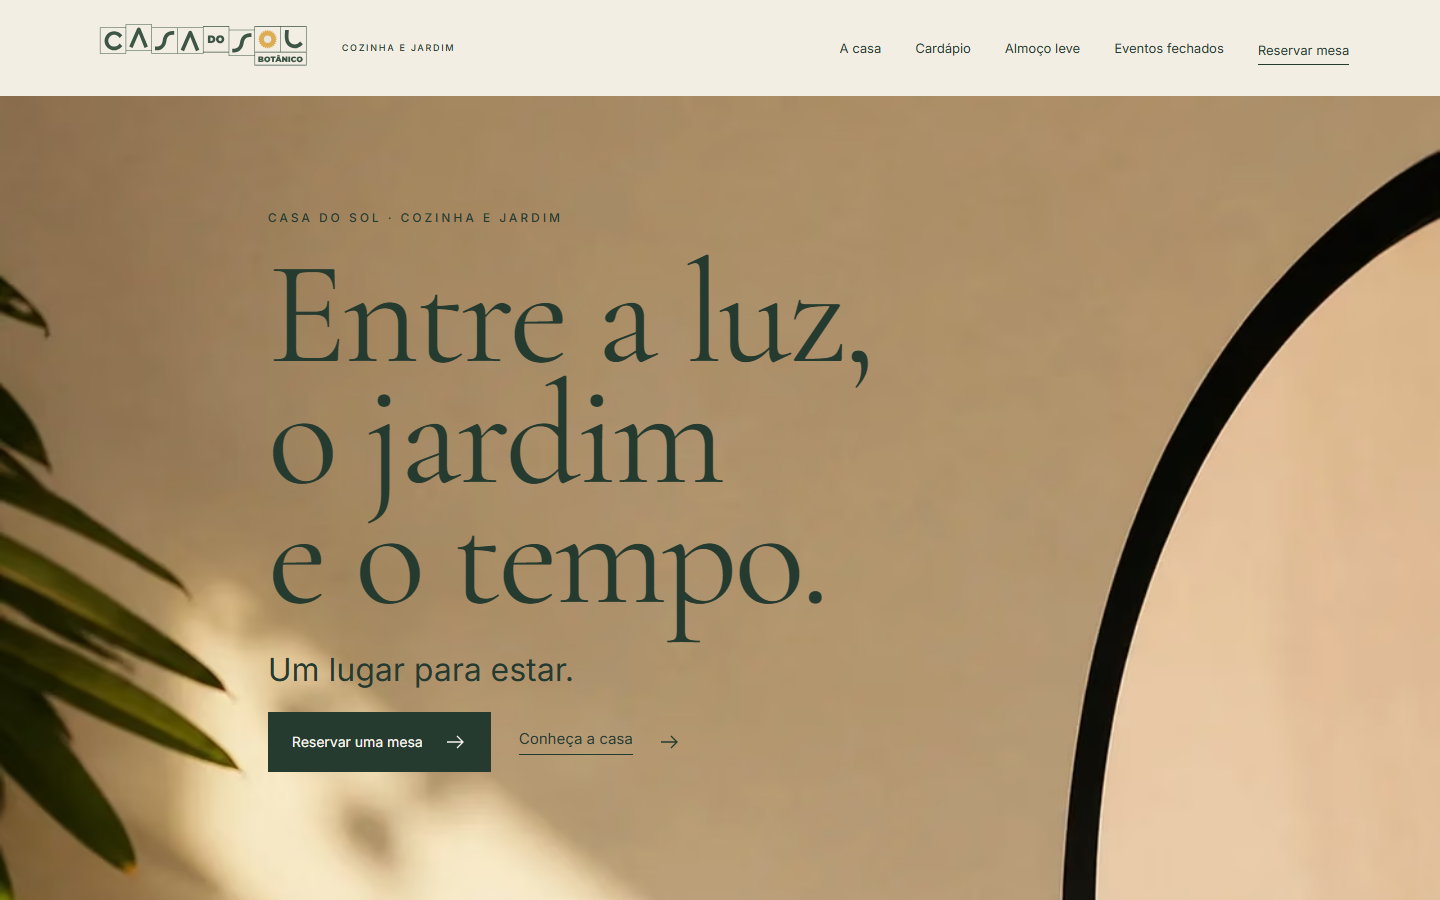 CASA DO SOL
BOTÂNICO
COZINHA E JARDIM
A casa
Cardápio
Almoço leve
Eventos fechados
Reservar mesa
CASA DO SOL · COZINHA E JARDIM
Entre a luz,
o jardim
e o tempo.
Um lugar para estar.
Reservar uma mesa →
Conheça a casa →